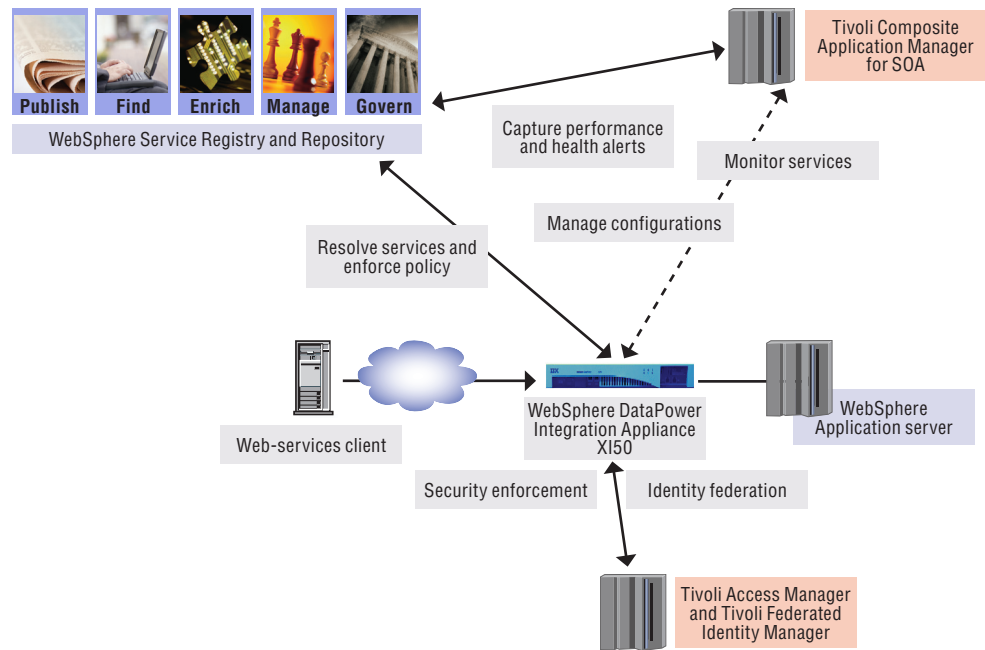 Publish
Find
Enrich
Manage
Govern
WebSphere Service Registry and Repository
Tivoli Composite
Application Manager
for SOA
Capture performance
and health alerts
Monitor services
Manage configurations
Resolve services and
enforce policy
Web-services client
WebSphere DataPower
Integration Appliance
XI50
WebSphere
Application server
Security enforcement
Identity federation
Tivoli Access Manager
and Tivoli Federated
Identity Manager